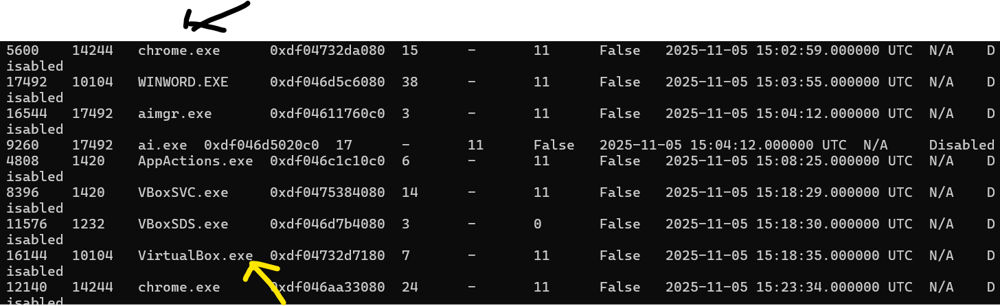 5600 14244 chrome.exe 0xdf04732da080 15 - 11 False 2025-11-05 15:02:59.000000 UTC N/A D
isabled
17492 10104 WINWORD.EXE 0xdf046d5c6080 38 - 11 False 2025-11-05 15:03:55.000000 UTC N/A D
isabled
16544 17492 aimgr.exe 0xdf04611760c0 3 - 11 False 2025-11-05 15:04:12.000000 UTC N/A D
isabled
9260 17492 ai.exe 0xdf046d5020c0 17 - 11 False 2025-11-05 15:04:12.000000 UTC N/A Disabled
4808 1420 AppActions.exe 0xdf046c1c10c0 6 - 11 False 2025-11-05 15:08:25.000000 UTC N/A D
isabled
8396 1420 VBoxSVC.exe 0xdf0475384080 14 - 11 False 2025-11-05 15:18:29.000000 UTC N/A D
isabled
11576 1232 VBoxSDS.exe 0xdf046d7b4080 3 - 0 False 2025-11-05 15:18:30.000000 UTC N/A D
isabled
16144 10104 VirtualBox.exe 0xdf04732d7180 7 - 11 False 2025-11-05 15:18:35.000000 UTC N/A D
isabled
12140 14244 chrome.exe 0xdf046aa33080 24 - 11 False 2025-11-05 15:23:34.000000 UTC N/A D
isabled